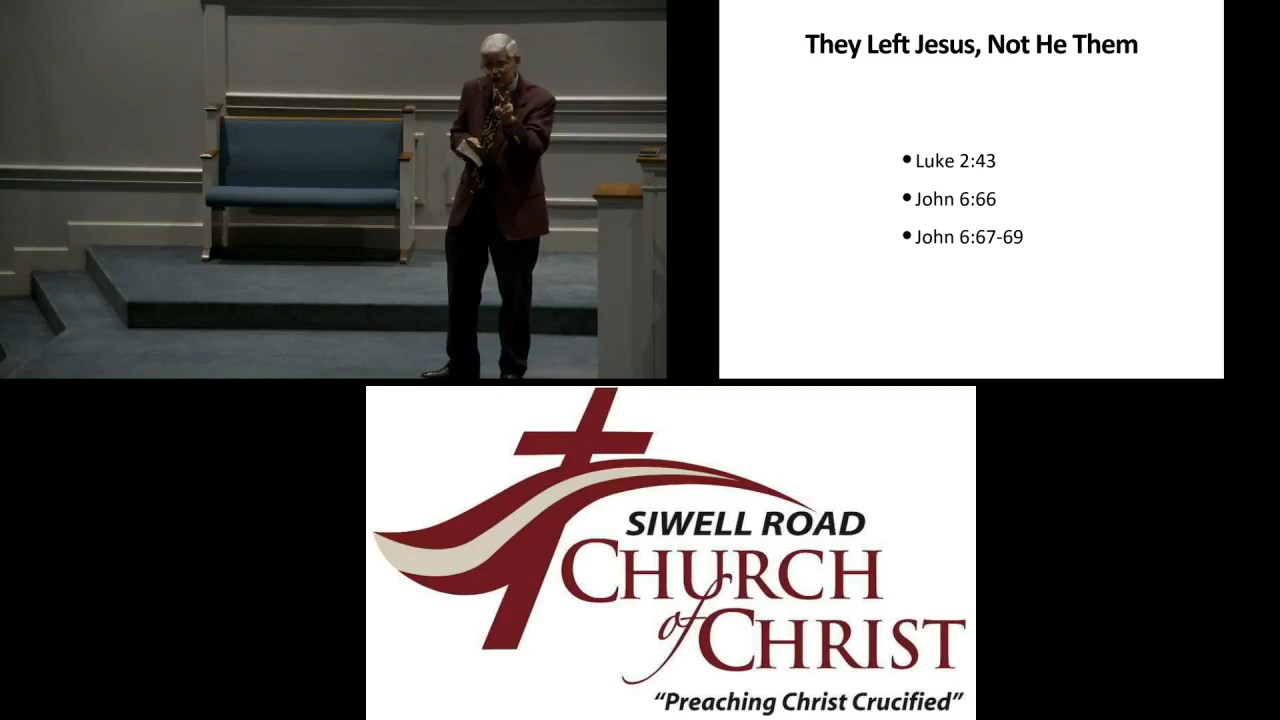 They Left Jesus, Not He Them
• Luke 2:43
• John 6:66
• John 6:67-69
SIWELL ROAD
CHURCH
of CHRIST
“Preaching Christ Crucified”